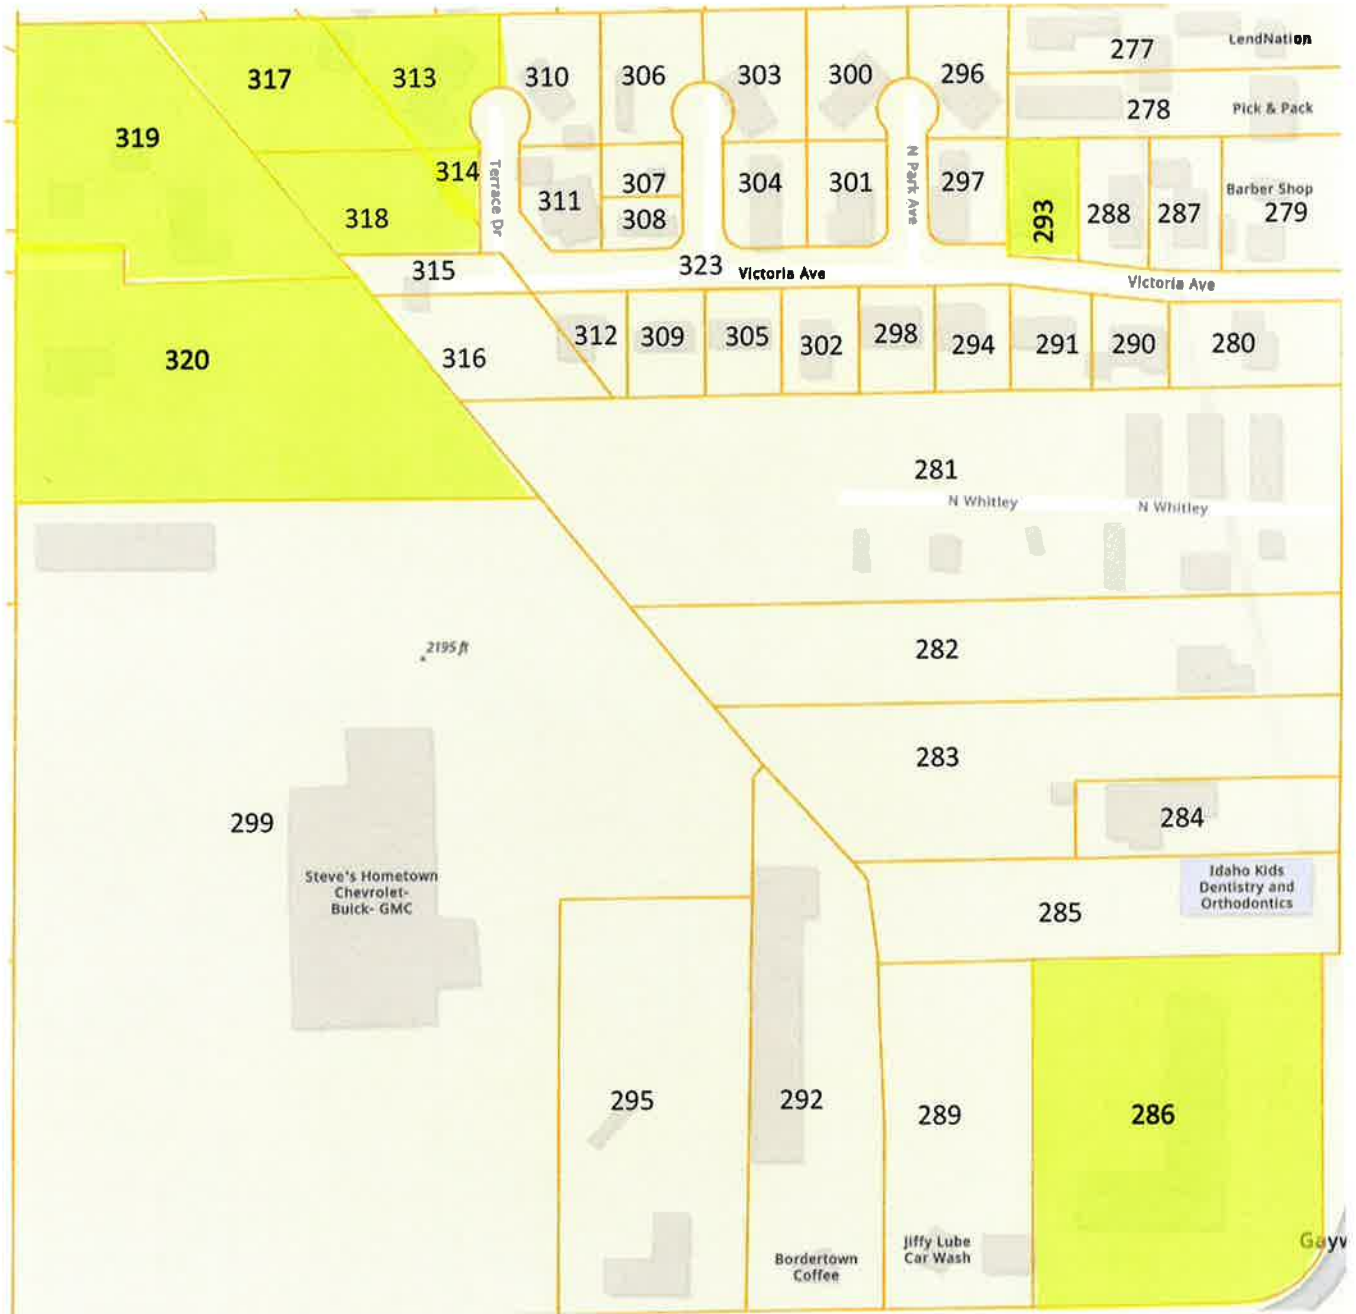 277
LendNation
317
313
310
306
303
300
296
278
Pick & Pack
319
314
Terrace Dr
311
307
304
301
N Park Ave
297
293
288
287
Barber Shop
279
318
308
315
323
Victoria Ave
Victoria Ave
320
316
312
309
305
302
298
294
291
290
280
281
N Whitley
N Whitley
2195 ft
282
283
299
284
Steve's Hometown
Chevrolet-
Buick- GMC
Idaho Kids
Dentistry and
Orthodontics
285
295
292
289
286
Bordertown
Coffee
Jiffy Lube
Car Wash
Gayw